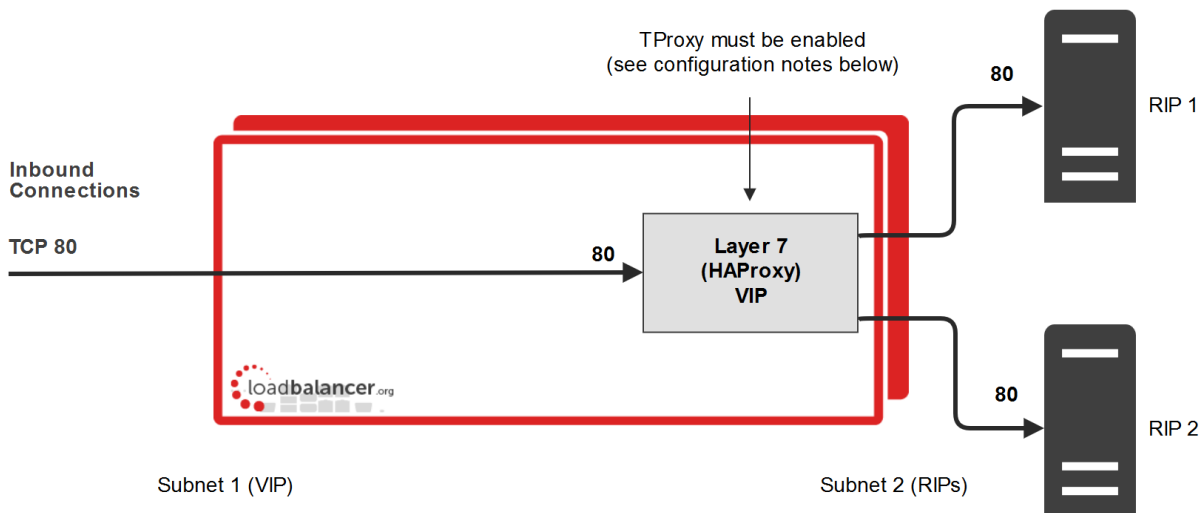 TProxy must be enabled
(see configuration notes below)
80
RIP 1
Inbound
Connections
TCP 80
80
Layer 7
(HAProxy)
VIP
loadbalancer.org
80
RIP 2
Subnet 1 (VIP)
Subnet 2 (RIPs)